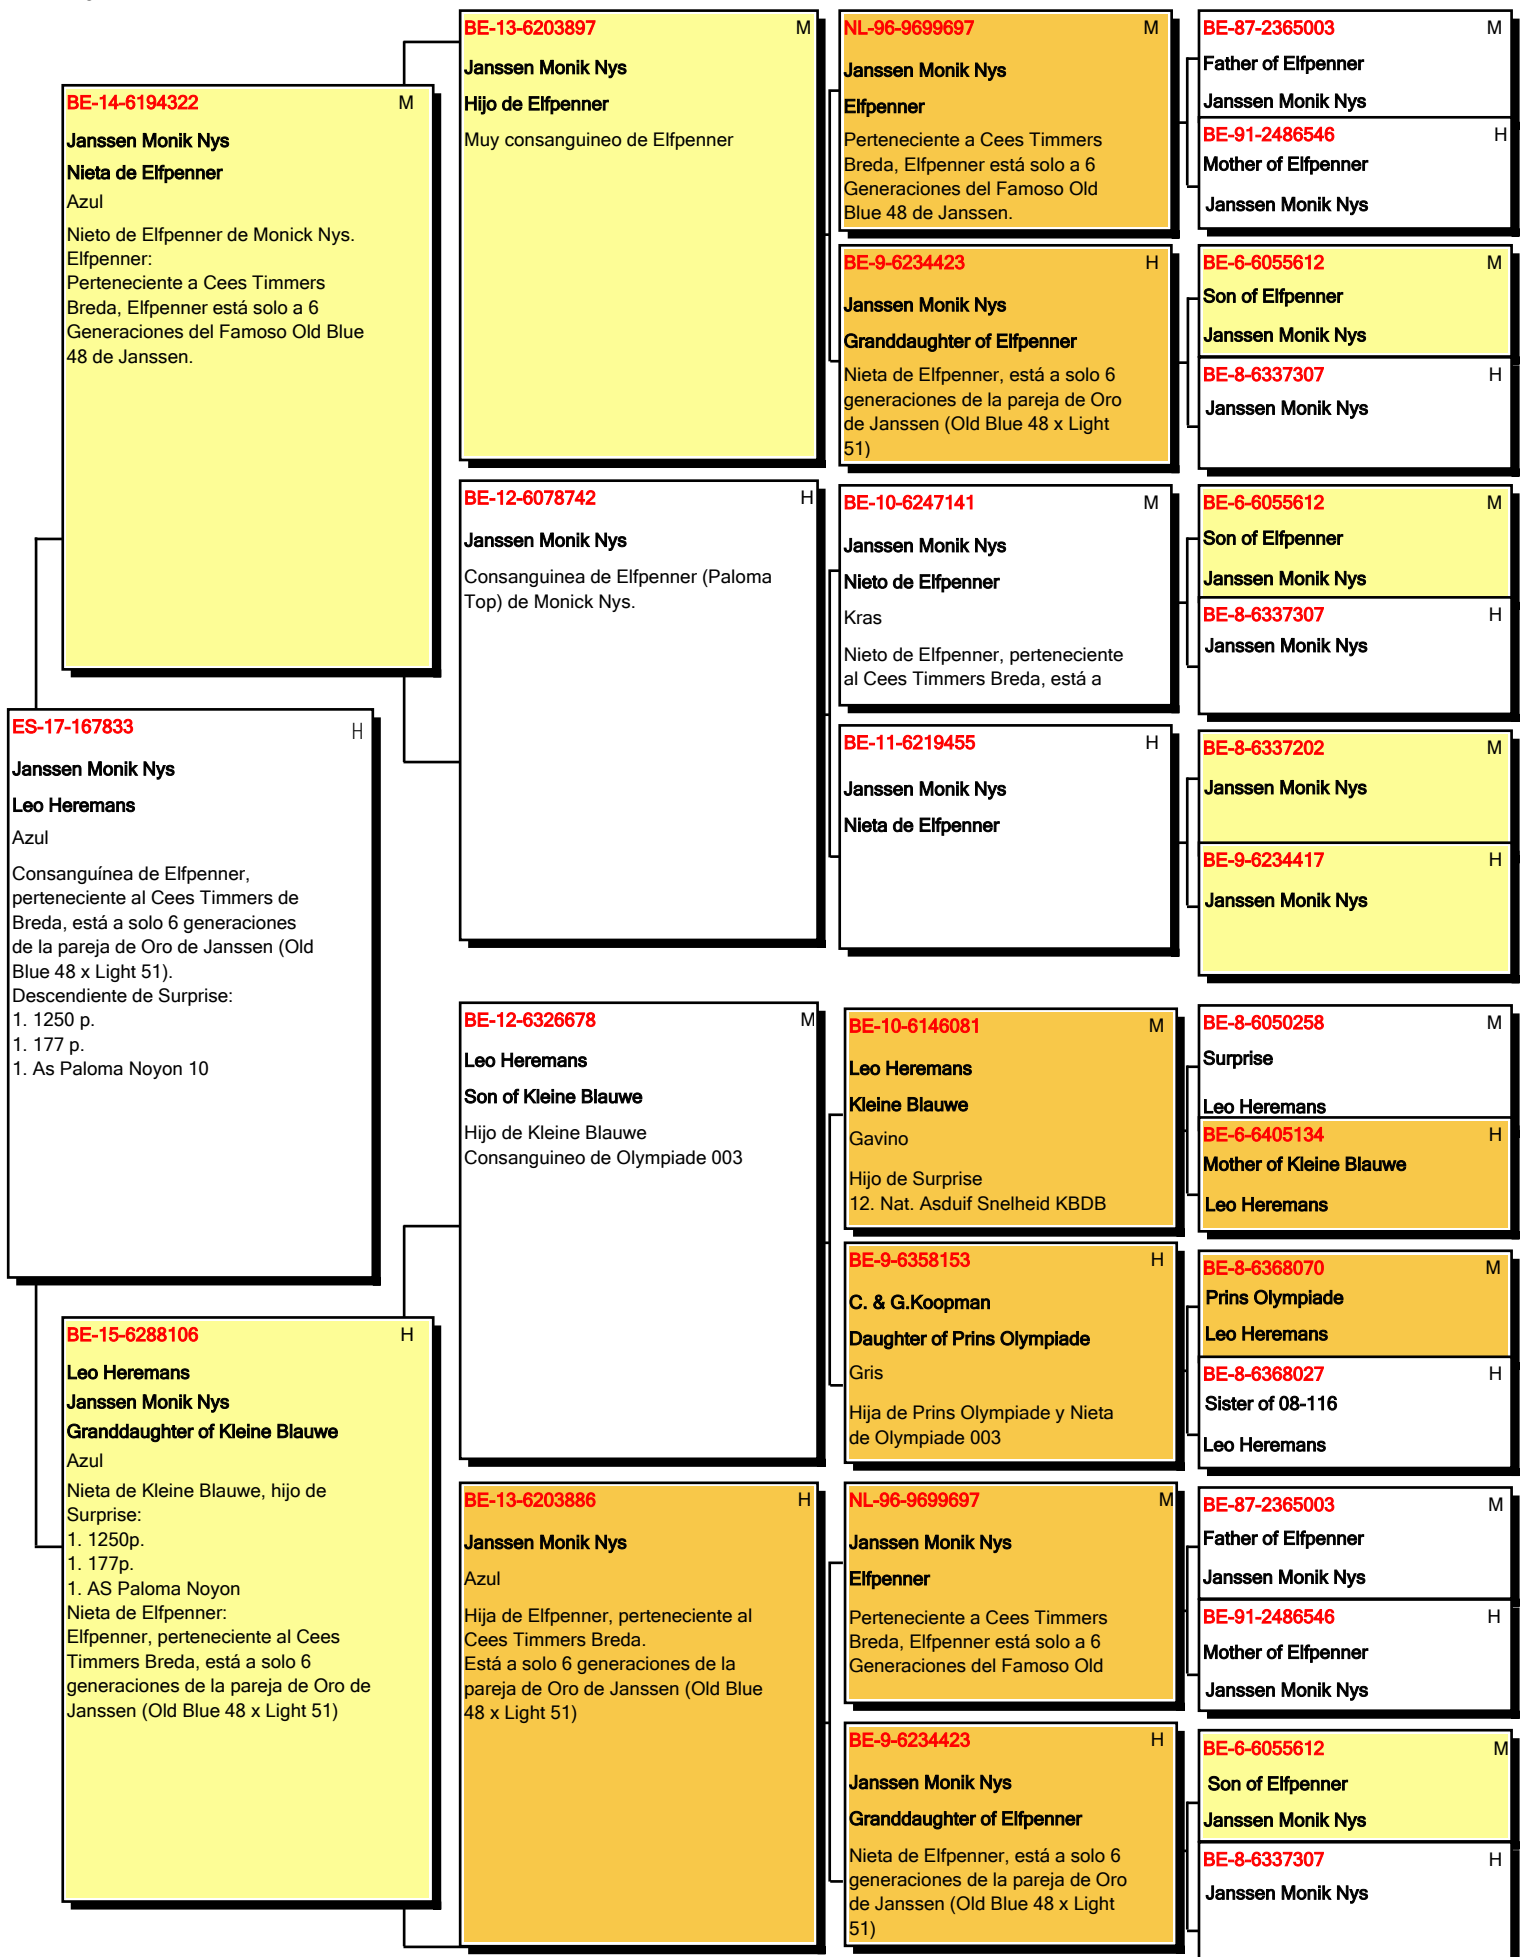 BE-14-6194322 M
Janssen Monik Nys
Nieta de Elfpenner
Azul
Nieto de Elfpenner de Monick Nys.
Elfpenner:
Perteneciente a Cees Timmers
Breda, Elfpenner está solo a 6
Generaciones del Famoso Old Blue
48 de Janssen.
ES-17-167833 H
Janssen Monik Nys
Leo Heremans
Azul
Consanguínea de Elfpenner,
perteneciente al Cees Timmers de
Breda, está a solo 6 generaciones
de la pareja de Oro de Janssen (Old
Blue 48 x Light 51).
Descendiente de Surprise:
1. 1250 p.
1. 177 p.
1. As Paloma Noyon 10
BE-15-6288106 H
Leo Heremans
Janssen Monik Nys
Granddaughter of Kleine Blauwe
Azul
Nieta de Kleine Blauwe, hijo de
Surprise:
1. 1250p.
1. 177p.
1. AS Paloma Noyon
Nieta de Elfpenner:
Elfpenner, perteneciente al Cees
Timmers Breda, está a solo 6
generaciones de la pareja de Oro de
Janssen (Old Blue 48 x Light 51)
BE-13-6203897 M
Janssen Monik Nys
Hijo de Elfpenner
Muy consanguineo de Elfpenner
BE-12-6078742 H
Janssen Monik Nys
Consanguinea de Elfpenner (Paloma
Top) de Monick Nys.
BE-12-6326678 M
Leo Heremans
Son of Kleine Blauwe
Hijo de Kleine Blauwe
Consanguineo de Olympiade 003
BE-13-6203886 H
Janssen Monik Nys
Azul
Hija de Elfpenner, perteneciente al
Cees Timmers Breda.
Está a solo 6 generaciones de la
pareja de Oro de Janssen (Old Blue
48 x Light 51)
NL-96-9699697 M
Janssen Monik Nys
Elfpenner
Perteneciente a Cees Timmers
Breda, Elfpenner está solo a 6
Generaciones del Famoso Old
Blue 48 de Janssen.
BE-9-6234423 H
Janssen Monik Nys
Granddaughter of Elfpenner
Nieta de Elfpenner, está a solo 6
generaciones de la pareja de Oro
de Janssen (Old Blue 48 x Light
51)
BE-10-6247141 M
Janssen Monik Nys
Nieto de Elfpenner
Kras
Nieto de Elfpenner, perteneciente
al Cees Timmers Breda, está a
BE-11-6219455 H
Janssen Monik Nys
Nieta de Elfpenner
BE-10-6146081 M
Leo Heremans
Kleine Blauwe
Gavino
Hijo de Surprise
12. Nat. Asduif Snelheid KBDB
BE-9-6358153 H
C. & G.Koopman
Daughter of Prins Olympiade
Gris
Hija de Prins Olympiade y Nieta
de Olympiade 003
NL-96-9699697 M
Janssen Monik Nys
Elfpenner
Perteneciente a Cees Timmers
Breda, Elfpenner está solo a 6
Generaciones del Famoso Old
BE-9-6234423 H
Janssen Monik Nys
Granddaughter of Elfpenner
Nieta de Elfpenner, está a solo 6
generaciones de la pareja de Oro
de Janssen (Old Blue 48 x Light
51)
BE-87-2365003 M
Father of Elfpenner
Janssen Monik Nys
BE-91-2486546 H
Mother of Elfpenner
Janssen Monik Nys
BE-6-6055612 M
Son of Elfpenner
Janssen Monik Nys
BE-8-6337307 H
Janssen Monik Nys
BE-6-6055612 M
Son of Elfpenner
Janssen Monik Nys
BE-8-6337307 H
Janssen Monik Nys
BE-8-6337202 M
Janssen Monik Nys
BE-9-6234417 H
Janssen Monik Nys
BE-8-6050258 M
Surprise
Leo Heremans
BE-6-6405134 H
Mother of Kleine Blauwe
Leo Heremans
BE-8-6368070 M
Prins Olympiade
Leo Heremans
BE-8-6368027 H
Sister of 08-116
Leo Heremans
BE-87-2365003 M
Father of Elfpenner
Janssen Monik Nys
BE-91-2486546 H
Mother of Elfpenner
Janssen Monik Nys
BE-6-6055612 M
Son of Elfpenner
Janssen Monik Nys
BE-8-6337307 H
Janssen Monik Nys